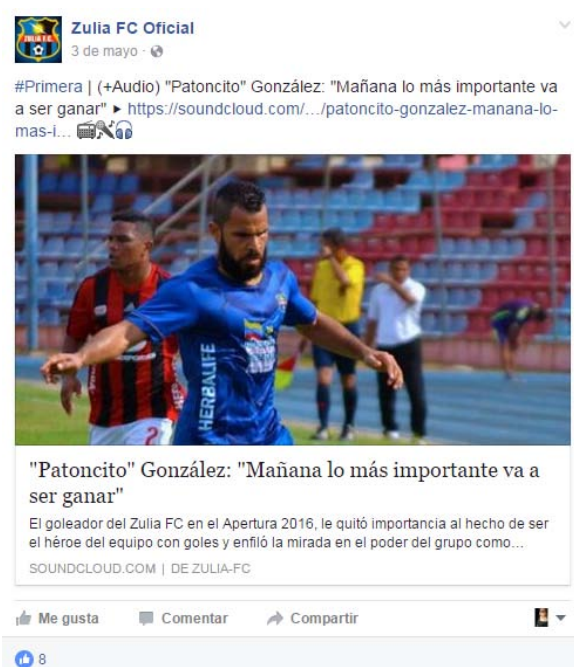 Zulia FC Oficial
3 de mayo ·
#Primera | (+Audio) "Patoncito" González: "Mañana lo más importante va
a ser ganar" ► https://soundcloud.com/.../patoncito-gonzalez-manana-lo-
mas-i...
HERBALIFE
2
"Patoncito" González: "Mañana lo más importante va a
ser ganar"
El goleador del Zulia FC en el Apertura 2016, le quitó importancia al hecho de ser
el héroe del equipo con goles y enfiló la mirada en el poder del grupo como...
SOUNDCLOUD.COM | DE ZULIA-FC
Me gusta Comentar Compartir
8